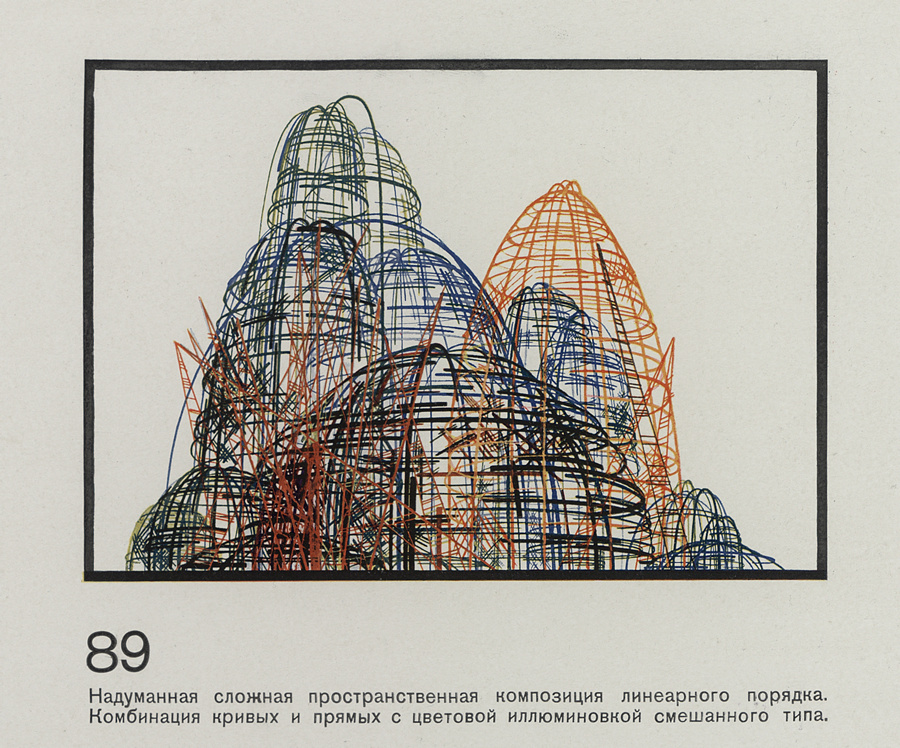 89
Надуманная сложная пространственная композиция линеарного порядка.
Комбинация кривых и прямых с цветовой иллюминовкой смешанного типа.